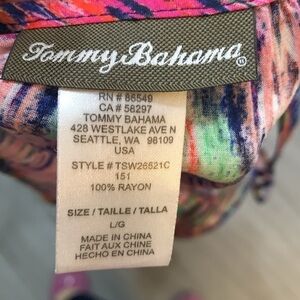 Tommy Bahama
RN # 86549
CA # 58297
TOMMY BAHAMA
428 WESTLAKE AVE N
SEATTLE, WA 98109
USA
STYLE # TSW26521C
151
100% RAYON
SIZE / TAILLE / TALLA
L/G
MADE IN CHINA
FAIT AUX CHINE
HECHO EN CHINA